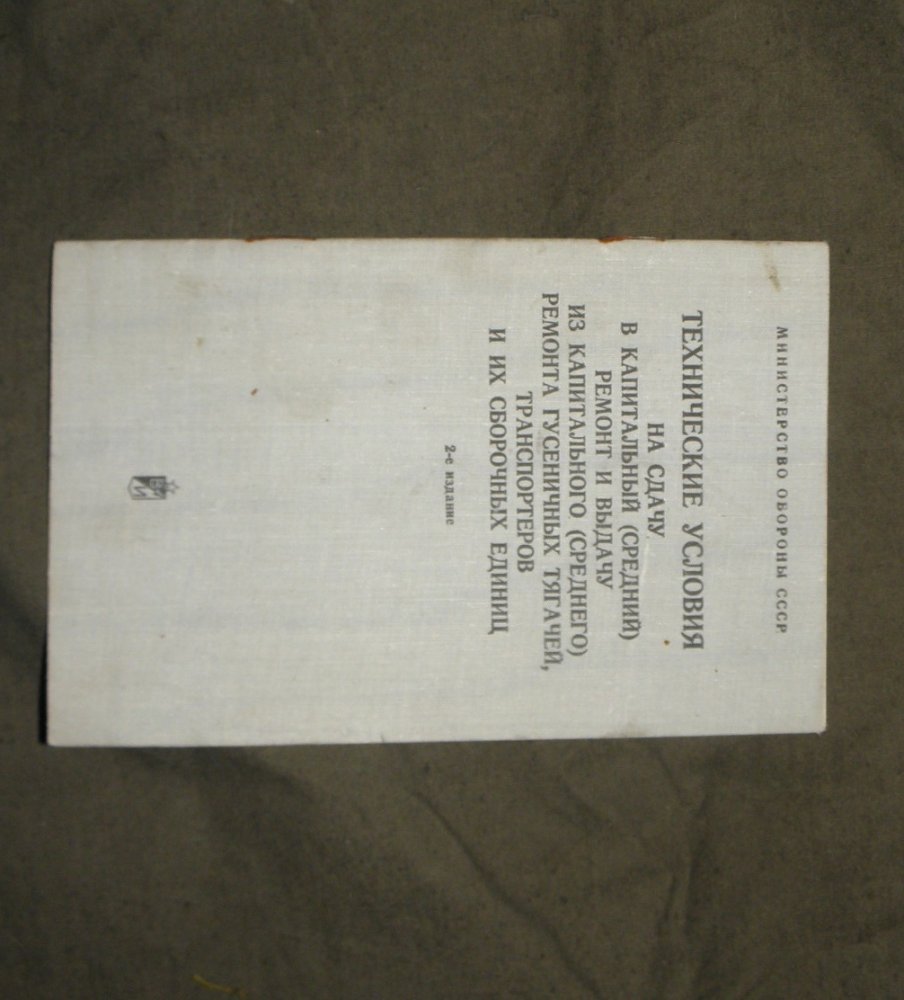 МИНИСТЕРСТВО ОБОРОНЫ СССР
ТЕХНИЧЕСКИЕ УСЛОВИЯ
НА СДАЧУ
В КАПИТАЛЬНЫЙ (СРЕДНИЙ)
РЕМОНТ И ВЫДАЧУ
ИЗ КАПИТАЛЬНОГО (СРЕДНЕГО)
РЕМОНТА ГУСЕНИЧНЫХ ТЯГАЧЕЙ,
ТРАНСПОРТЕРОВ
И ИХ СБОРОЧНЫХ ЕДИНИЦ
2-е издание